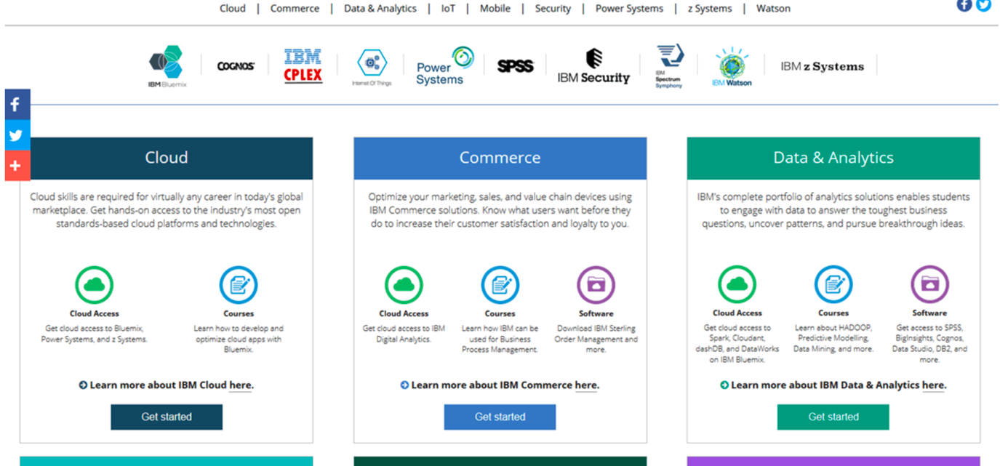 Cloud | Commerce | Data & Analytics | IoT | Mobile | Security | Power Systems | z Systems | Watson
IBM Bluemix
COGNOS
IBM
CPLEX
Internet Of Things
Power
Systems
SPSS
IBM Security
IBM
Spectrum
Symphony
IBM Watson
IBM z Systems
Cloud
Cloud skills are required for virtually any career in today's global
marketplace. Get hands-on access to the industry's most open
standards-based cloud platforms and technologies.
Cloud Access
Get cloud access to Bluemix,
Power Systems, and z Systems.
Courses
Learn how to develop and
optimize cloud apps with
Bluemix.
Learn more about IBM Cloud here.
Get started
Commerce
Optimize your marketing, sales, and value chain devices using
IBM Commerce solutions. Know what users want before they
do to increase their customer satisfaction and loyalty to you.
Cloud Access
Get cloud access to IBM
Digital Analytics.
Courses
Learn how IBM can be
used for Business
Process Management.
Software
Download IBM Sterling
Order Management and
more.
Learn more about IBM Commerce here.
Get started
Data & Analytics
IBM's complete portfolio of analytics solutions enables students
to engage with data to answer the toughest business
questions, uncover patterns, and pursue breakthrough ideas.
Cloud Access
Get cloud access to
Spark, Cloudant,
dashDB, and DataWorks
on IBM Bluemix.
Courses
Learn about HADOOP,
Predictive Modelling,
Data Mining, and more.
Software
Get access to SPSS,
BigInsights, Cognos,
Data Studio, DB2, and
more.
Learn more about IBM Data & Analytics here.
Get started